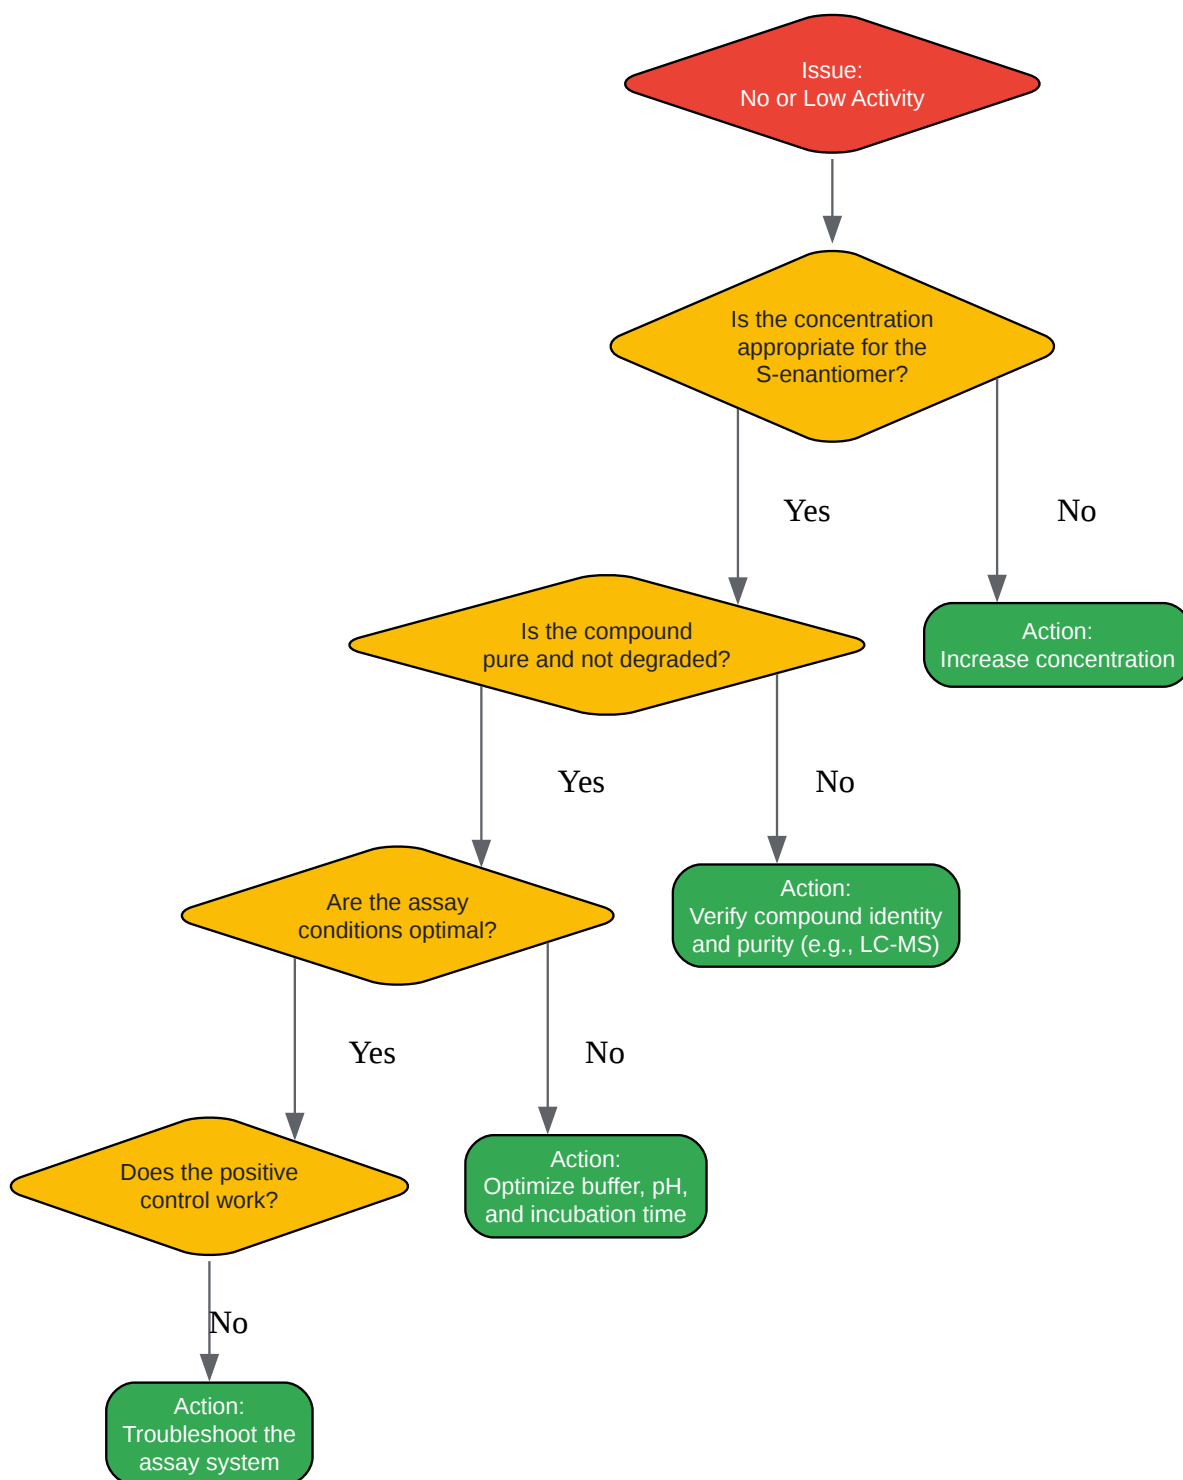 Issue:
No or Low Activity
Is the concentration
appropriate for the
S-enantiomer?
Yes
No
Is the compound
pure and not degraded?
Action:
Increase concentration
Yes
No
Are the assay
conditions optimal?
Action:
Verify compound identity
and purity (e.g., LC-MS)
Yes
No
Does the positive
control work?
Action:
Optimize buffer, pH,
and incubation time
No
Action:
Troubleshoot the
assay system